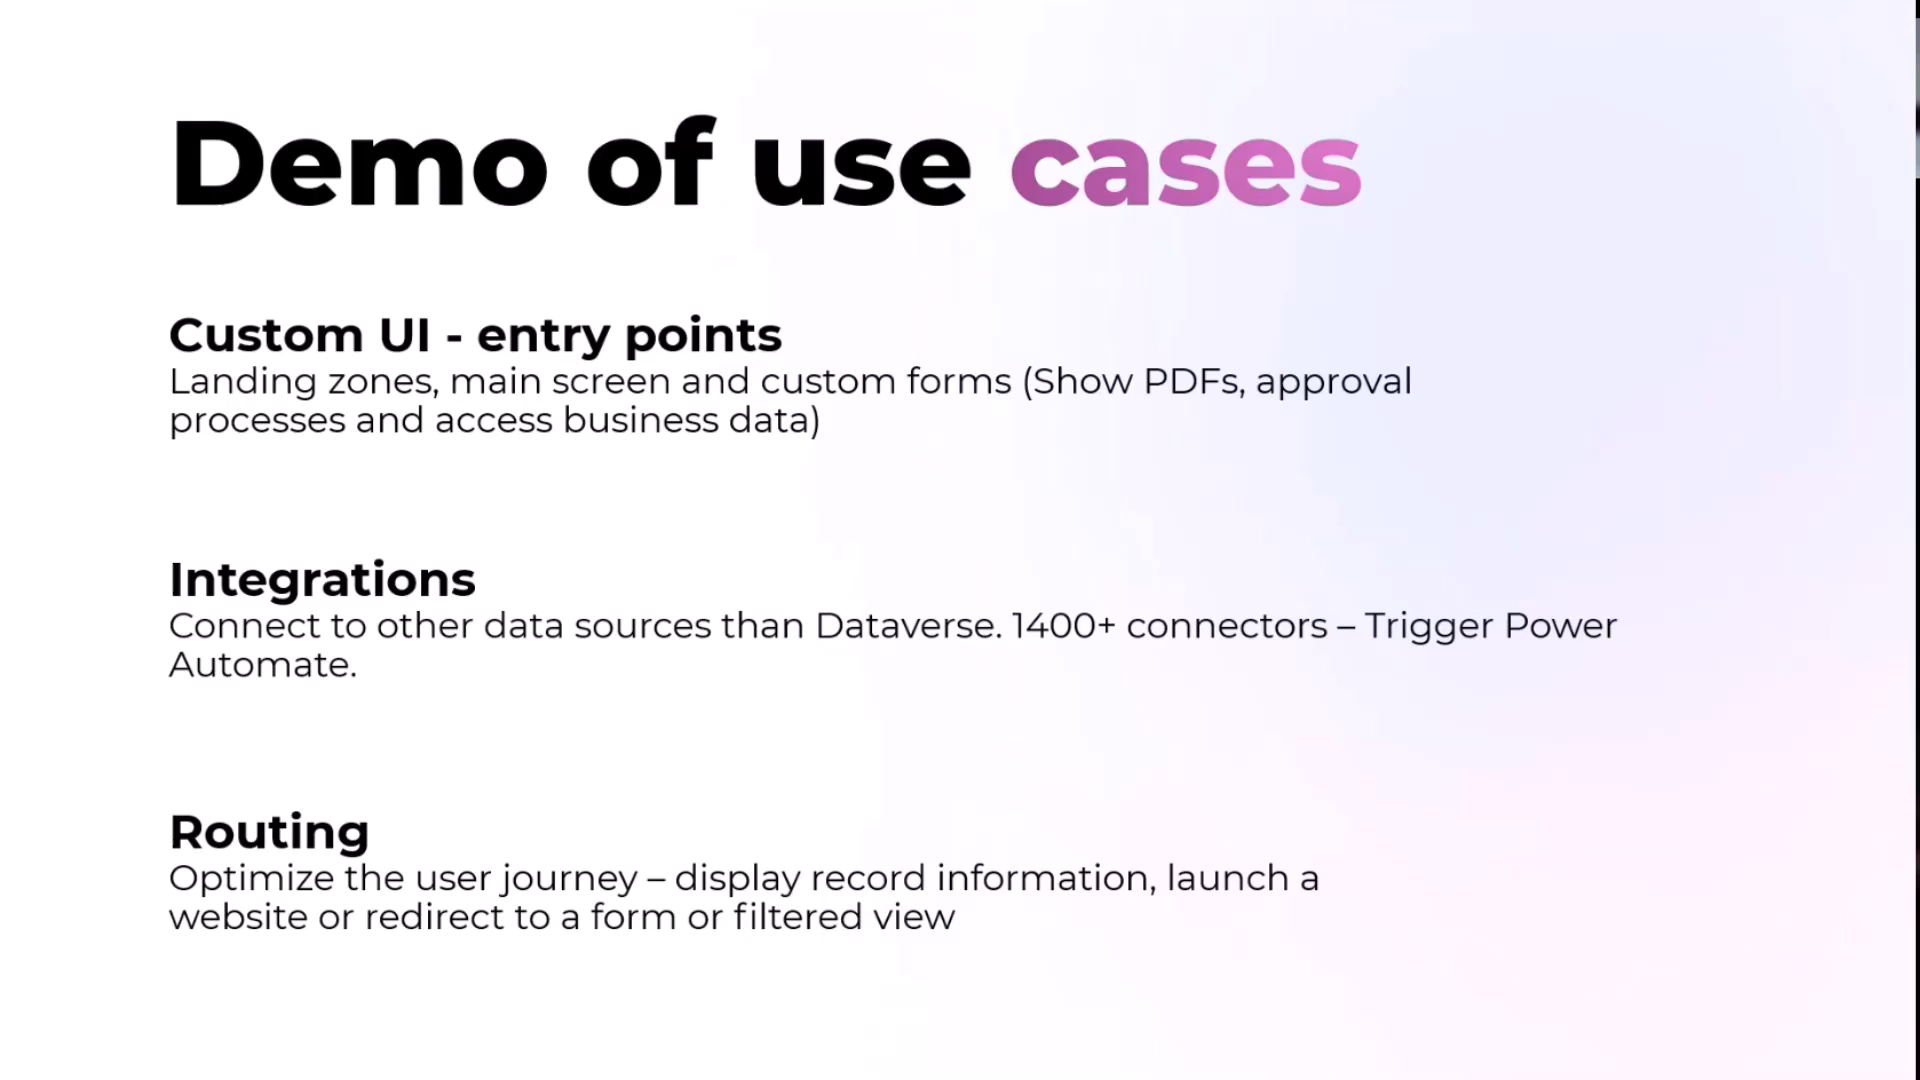 Demo of use cases
Custom UI - entry points
Landing zones, main screen and custom forms (Show PDFs, approval
processes and access business data)
Integrations
Connect to other data sources than Dataverse. 1400+ connectors – Trigger Power
Automate.
Routing
Optimize the user journey – display record information, launch a
website or redirect to a form or filtered view